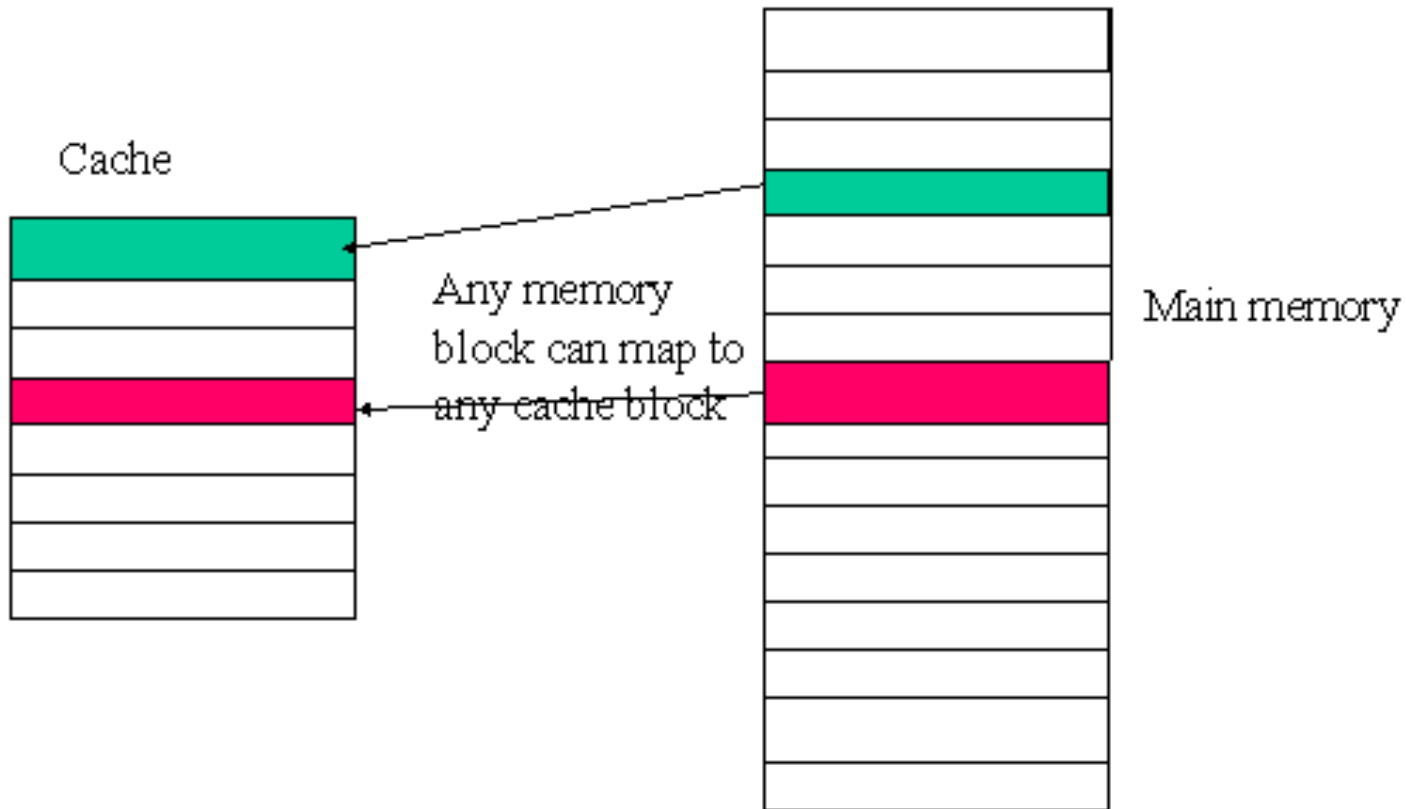 Cache
Any memory
block can map to
any cache block
Main memory